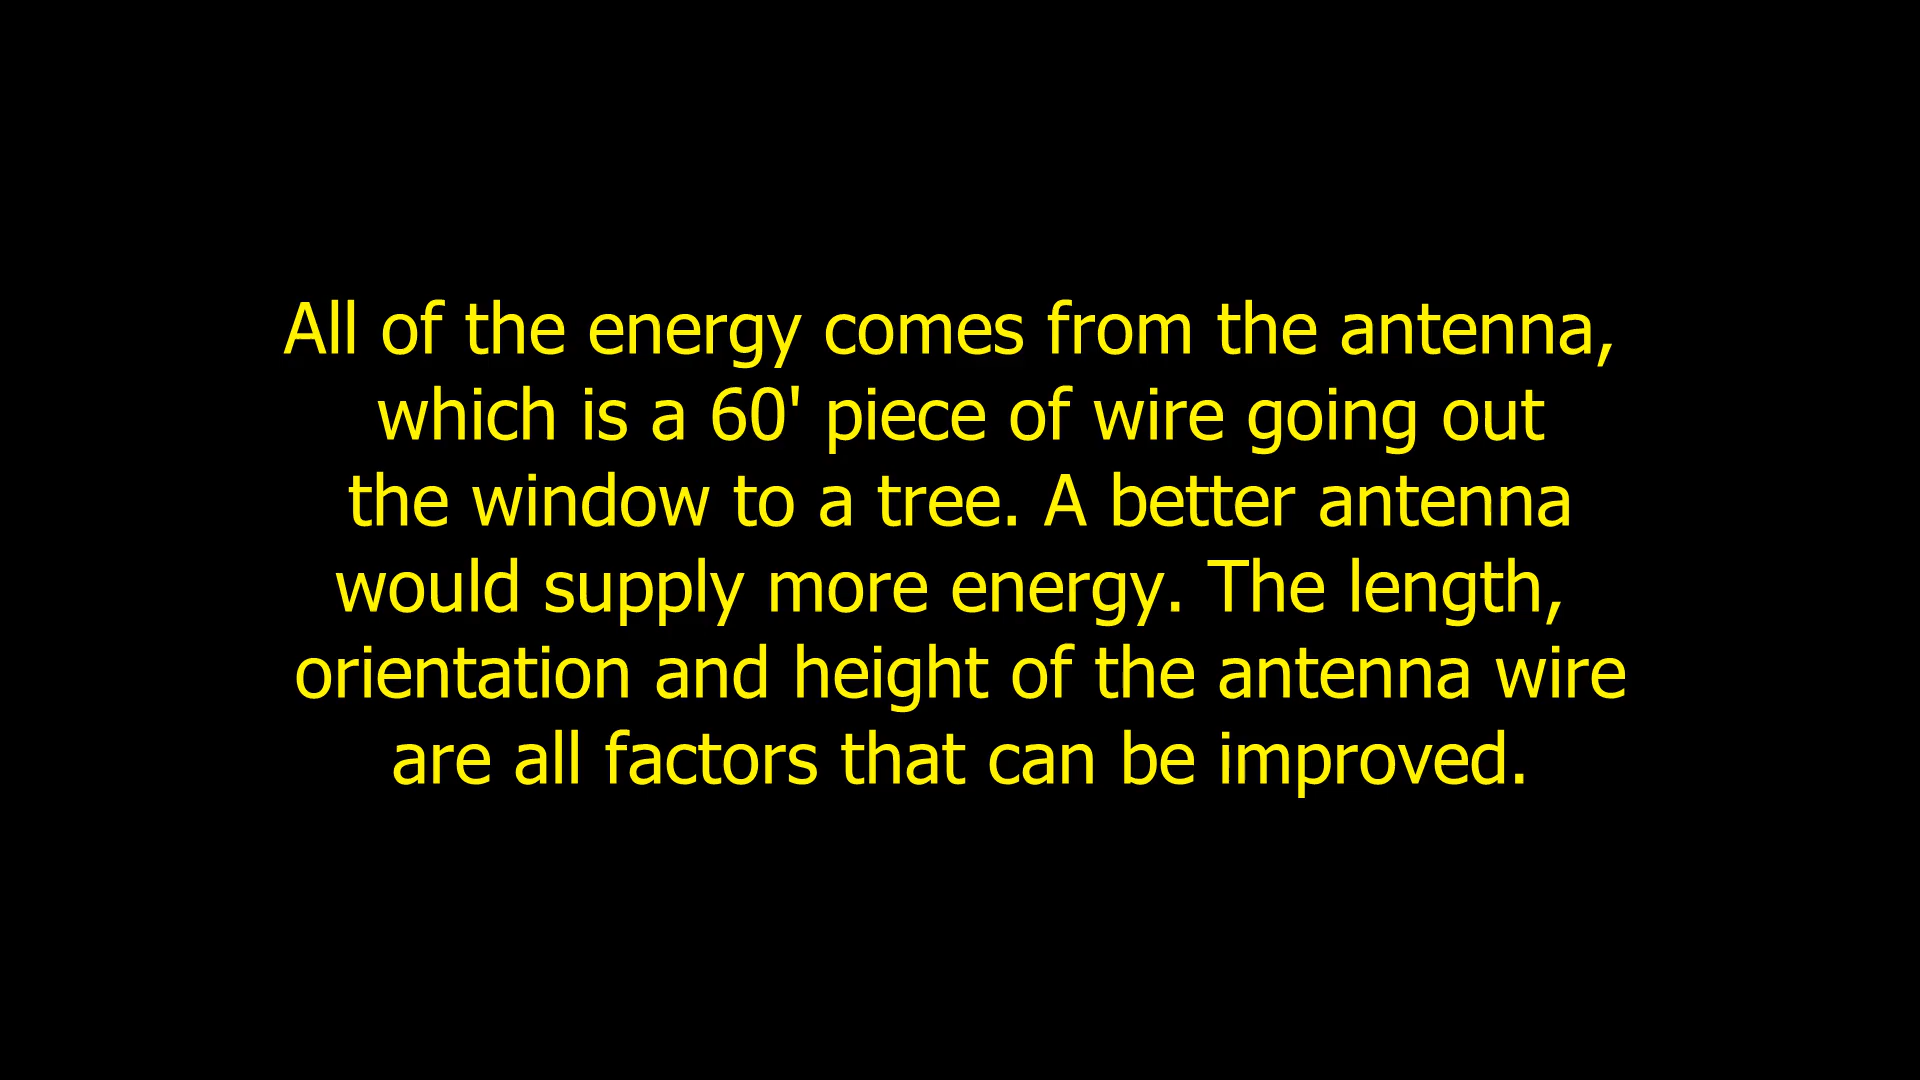 All of the energy comes from the antenna,
which is a 60' piece of wire going out
the window to a tree. A better antenna
would supply more energy. The length,
orientation and height of the antenna wire
are all factors that can be improved.